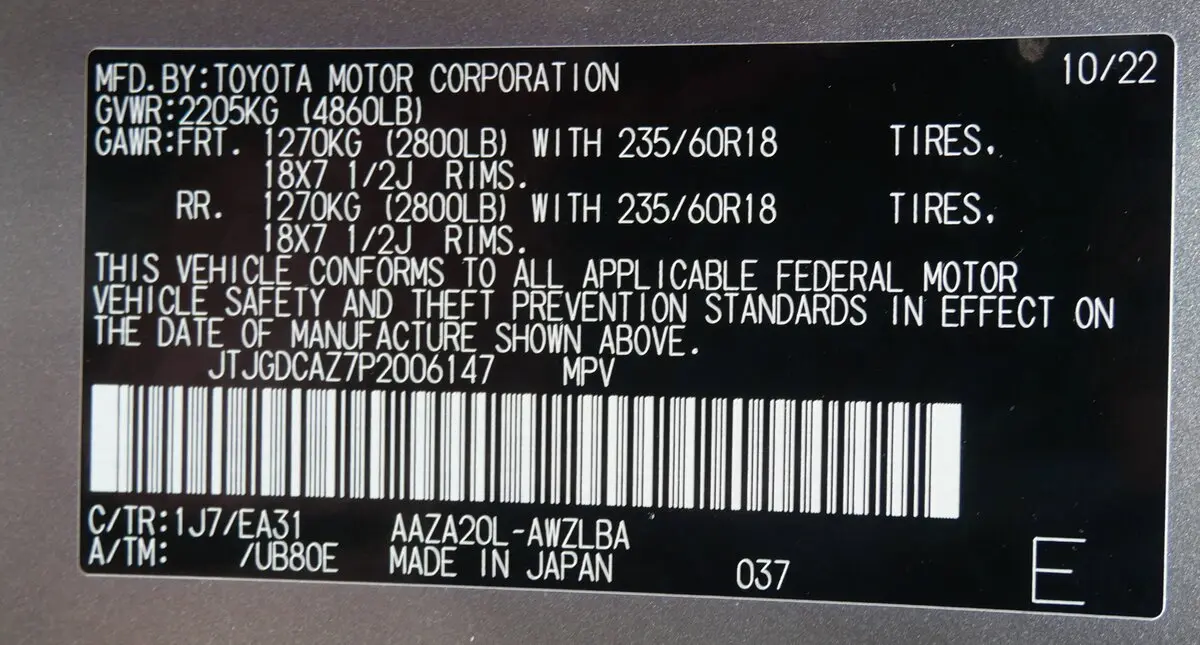 MFD. BY: TOYOTA MOTOR CORPORATION 10/22
GVWR: 2205KG (4860LB)
GAWR: FRT. 1270KG (2800LB) WITH 235/60R18 TIRES.
18X7 1/2J RIMS.
RR. 1270KG (2800LB) WITH 235/60R18 TIRES.
18X7 1/2J RIMS.
THIS VEHICLE CONFORMS TO ALL APPLICABLE FEDERAL MOTOR
VEHICLE SAFETY AND THEFT PREVENTION STANDARDS IN EFFECT ON
THE DATE OF MANUFACTURE SHOWN ABOVE.
JTJGDCAZ7P2006147 MPV
C/TR: 1J7/EA31 AAZA20L-AWZLBA
A/TM: /UB80E MADE IN JAPAN 037 E